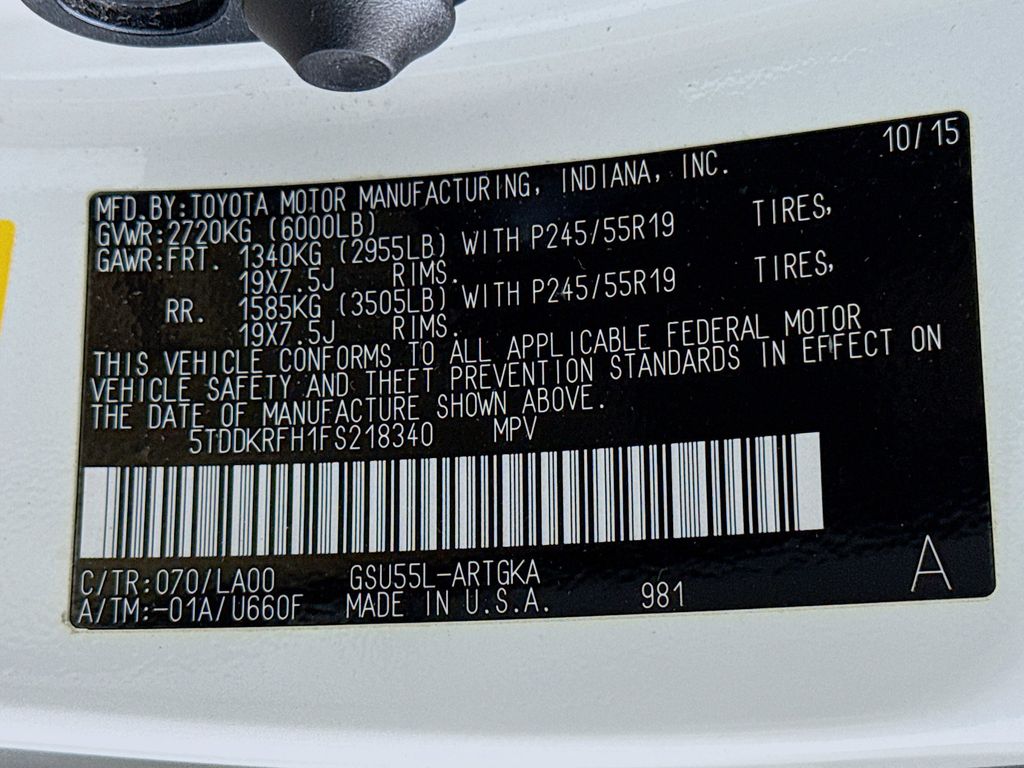 10/15
MFD.BY:TOYOTA MOTOR MANUFACTURING, INDIANA, INC.
GVWR:2720KG (6000LB)
GAWR:FRT. 1340KG (2955LB) WITH P245/55R19 TIRES,
19X7.5J RIMS.
RR. 1585KG (3505LB) WITH P245/55R19 TIRES,
19X7.5J RIMS.
THIS VEHICLE CONFORMS TO ALL APPLICABLE FEDERAL MOTOR
VEHICLE SAFETY AND THEFT PREVENTION STANDARDS IN EFFECT ON
THE DATE OF MANUFACTURE SHOWN ABOVE.
5TDDKRFH1FS218340 MPV
C/TR:070/LA00 GSU55L-ARTGKA
A/TM:-01A/U660F MADE IN U.S.A. 981 A